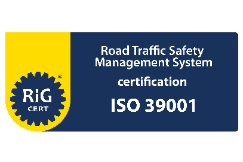 Road Traffic Safety
Management System
certification
ISO 39001
RiG
CERT